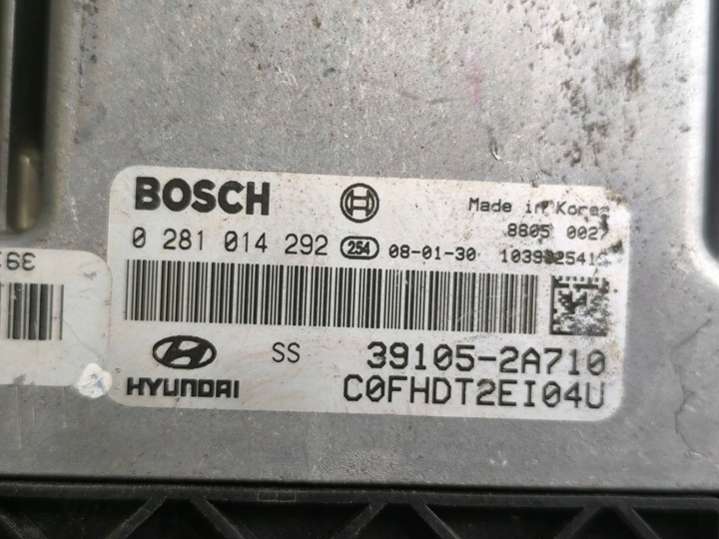 BOSCH
Made in Korea
8805 0027
0 281 014 292 254 08-01-30
SS 39105-2A710
HYUNDAI C0FHDT2EI04U